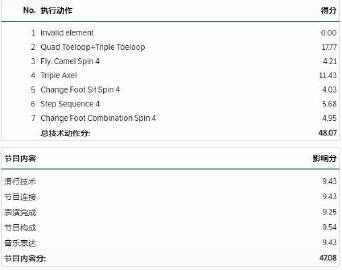 No. 执行动作 得分
1 Invalid element 0.00
2 Quad Toeloop+Triple Toeloop 17.77
3 Fly. Camel Spin 4 4.21
4 Triple Axel 11.43
5 Change Foot Sit Spin 4 4.03
6 Step Sequence 4 5.68
7 Change Foot Combination Spin 4 4.95
总技术动作分: 48.07
节目内容 影响分
滑行技术 9.43
节目连接 9.43
表演完成 9.25
节目构成 9.54
音乐表达 9.43
节目内容分: 47.08